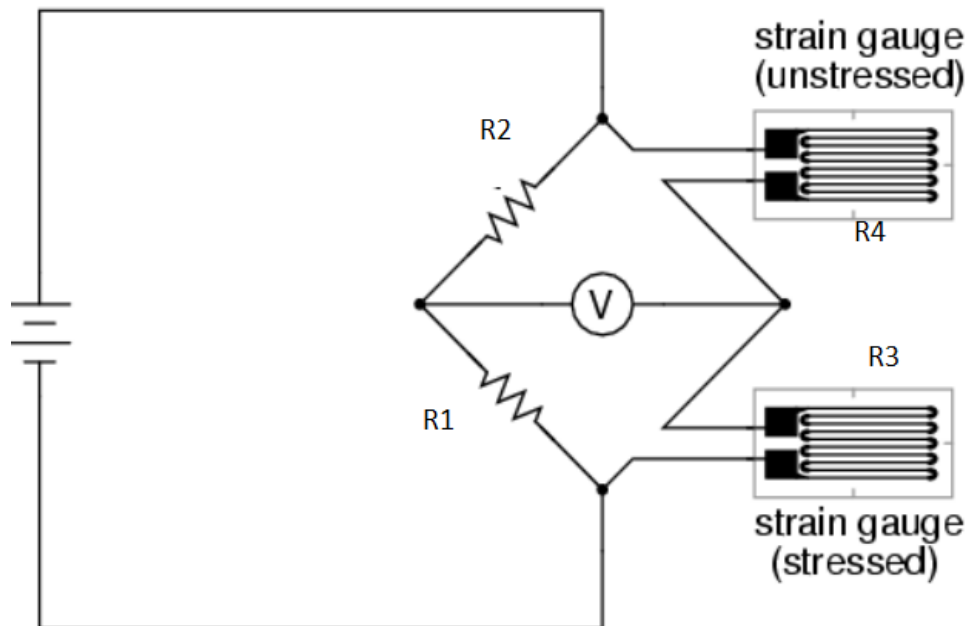 strain gauge
(unstressed)
R2
R4
V
R3
R1
strain gauge
(stressed)